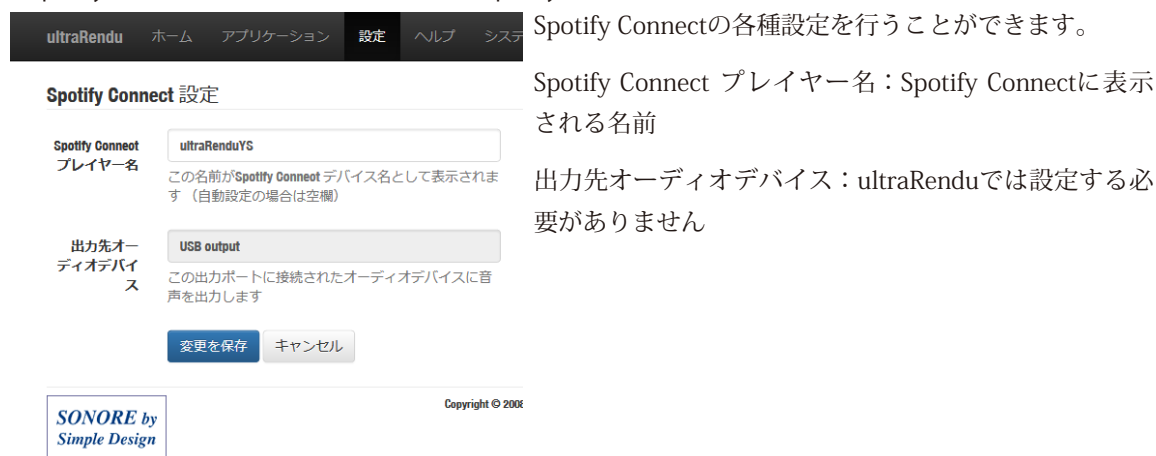 ultraRendu ホーム アプリケーション 設定 ヘルプ システ
Spotify Connect 設定
Spotify Connect
プレイヤー名
ultraRenduYS
この名前がSpotify Connect デバイス名として表示されま
す （自動設定の場合は空欄）
出力先オー
ディオデバイ
ス
USB output
この出力ポートに接続されたオーディオデバイスに音
声を出力します
変更を保存 キャンセル
SONORE by
Simple Design
Copyright © 2008
Spotify Connectの各種設定を行うことができます。
Spotify Connect プレイヤー名：Spotify Connectに表示
される名前
出力先オーディオデバイス：ultraRenduでは設定する必
要がありません